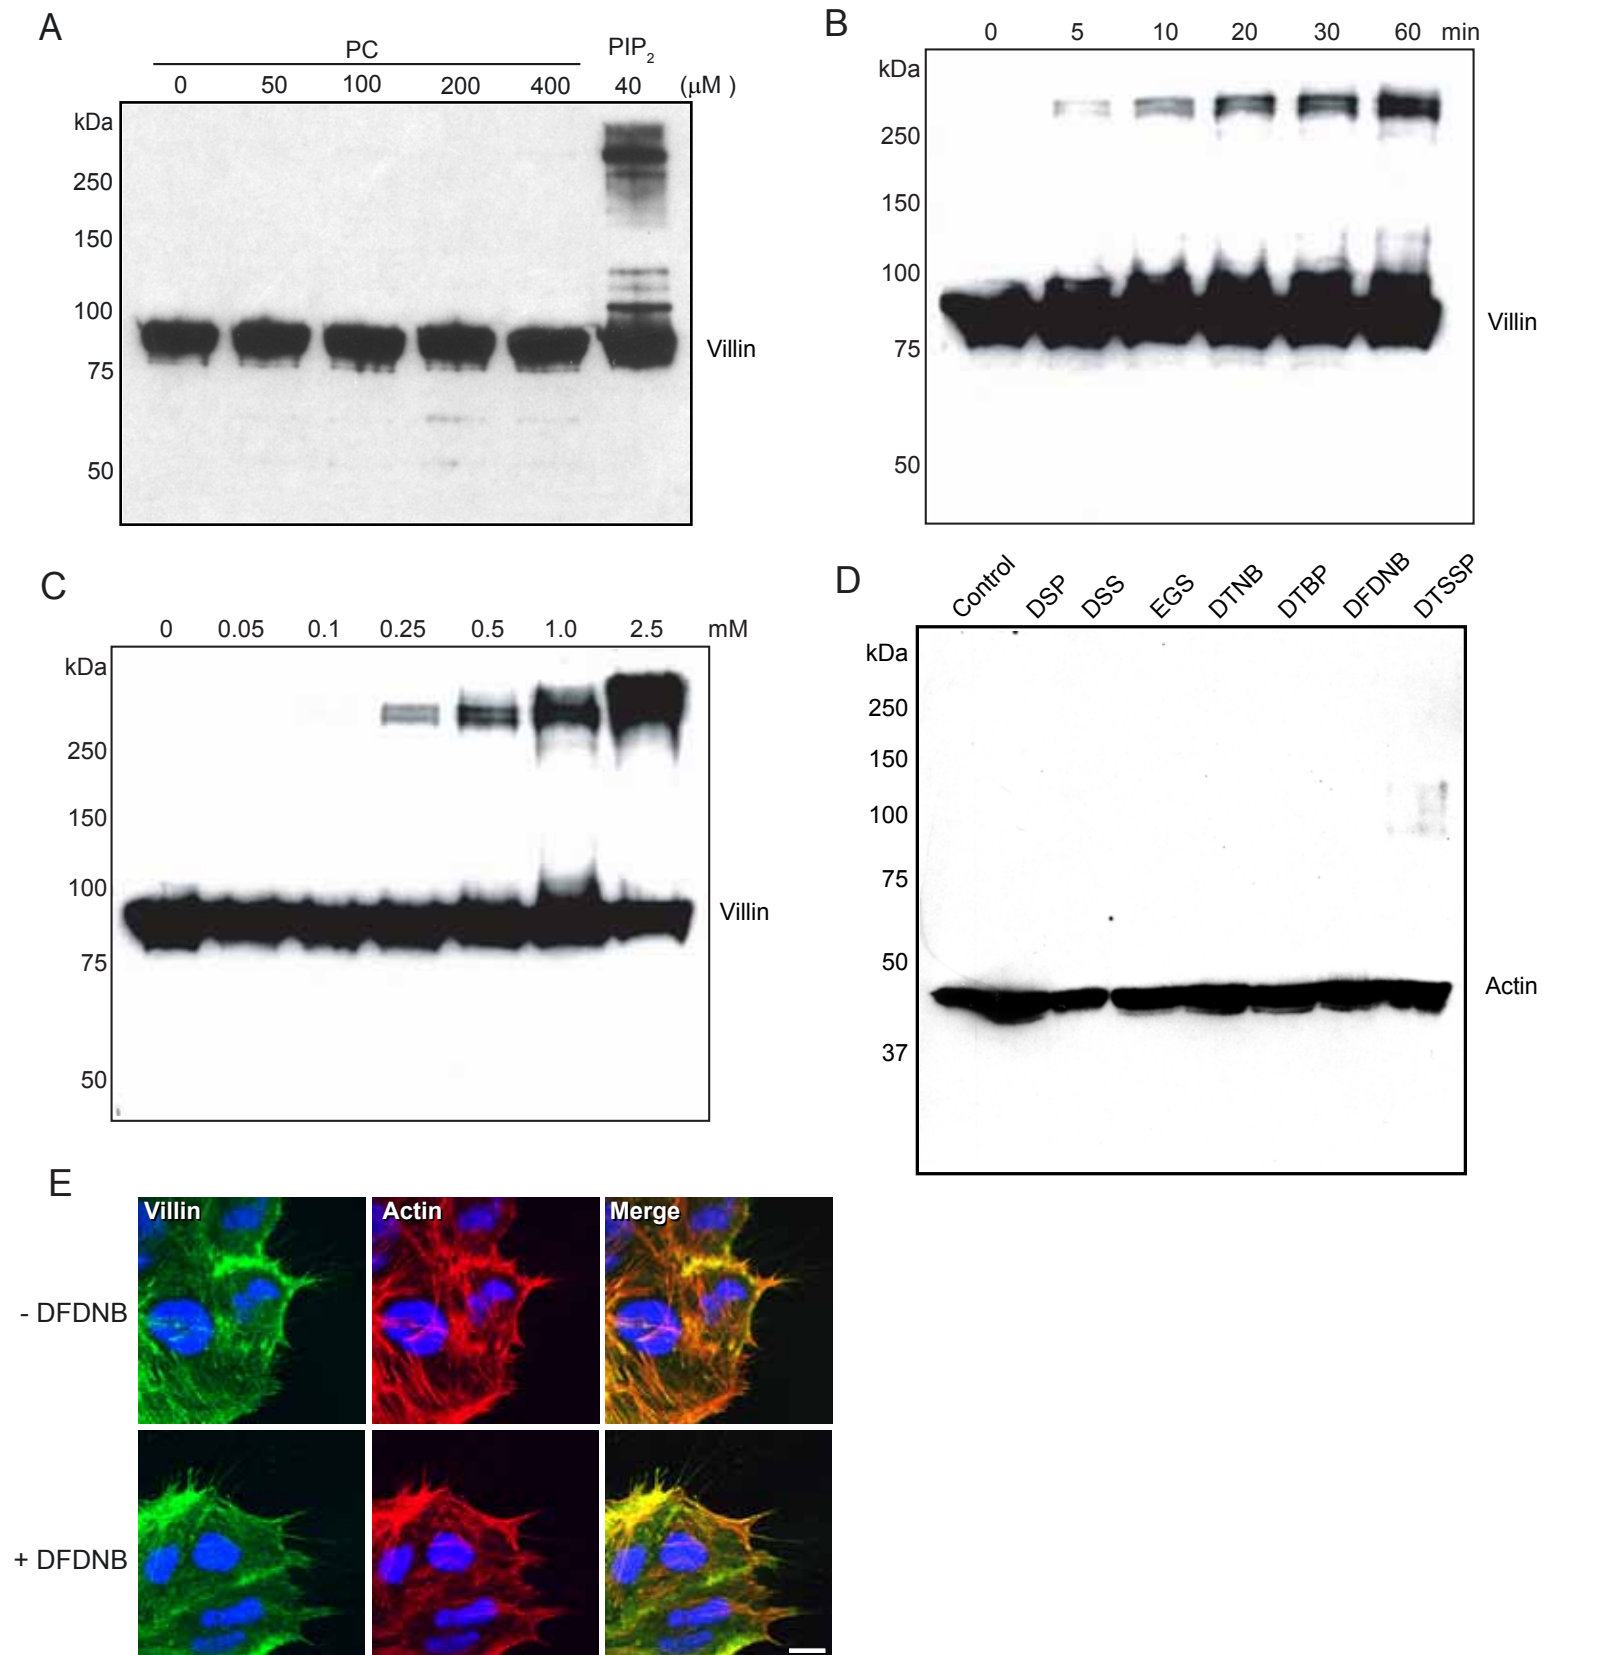 A
PC
PIP2
0 50 100 200 400 40 (μM )
kDa
250
150
100
75
50
Villin
B
0 5 10 20 30 60 min
kDa
250
150
100
75
50
Villin
C
0 0.05 0.1 0.25 0.5 1.0 2.5 mM
kDa
250
150
100
75
50
Villin
D
Control DSP DSS EGS DTNB DTBP DFDNB DTSSP
kDa
250
150
100
75
50
37
Actin
E
Villin Actin Merge
- DFDNB
+ DFDNB